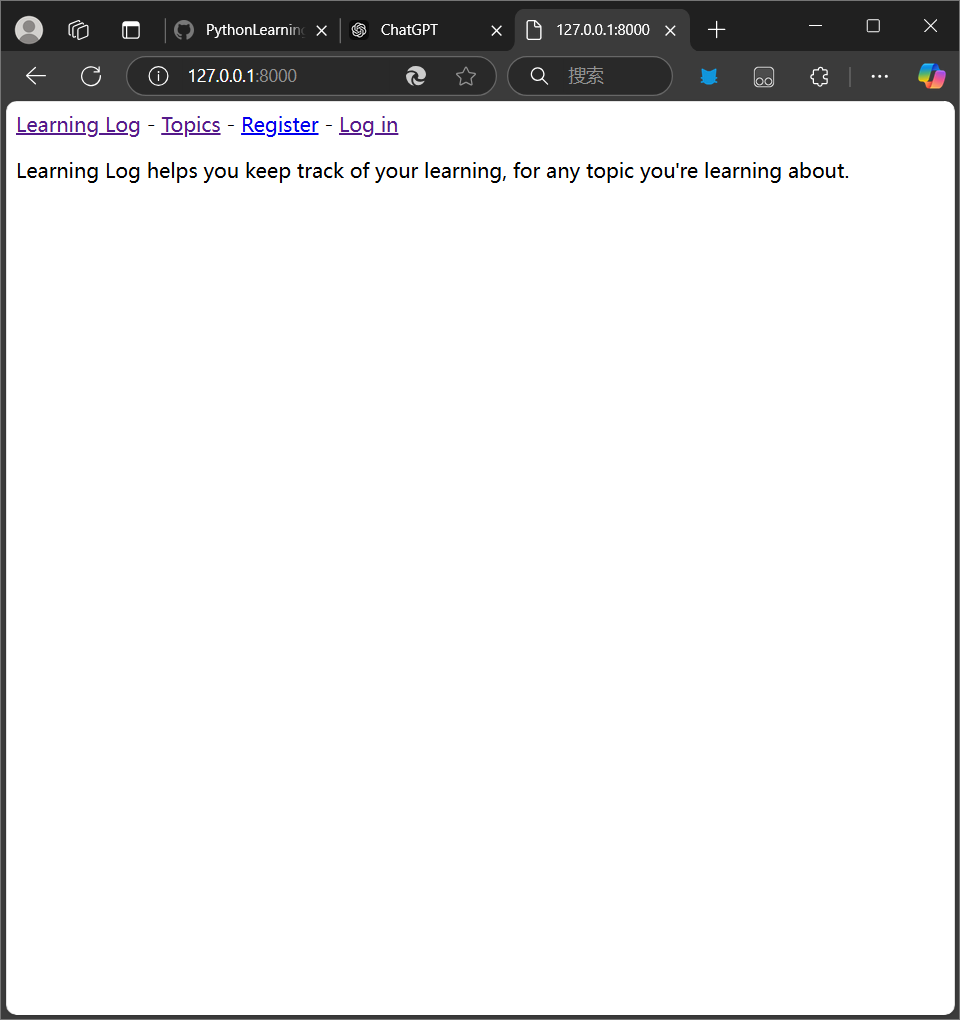 PythonLearning ChatGPT 127.0.0.1:8000
127.0.0.1:8000 搜索
Learning Log - Topics - Register - Log in
Learning Log helps you keep track of your learning, for any topic you're learning about.